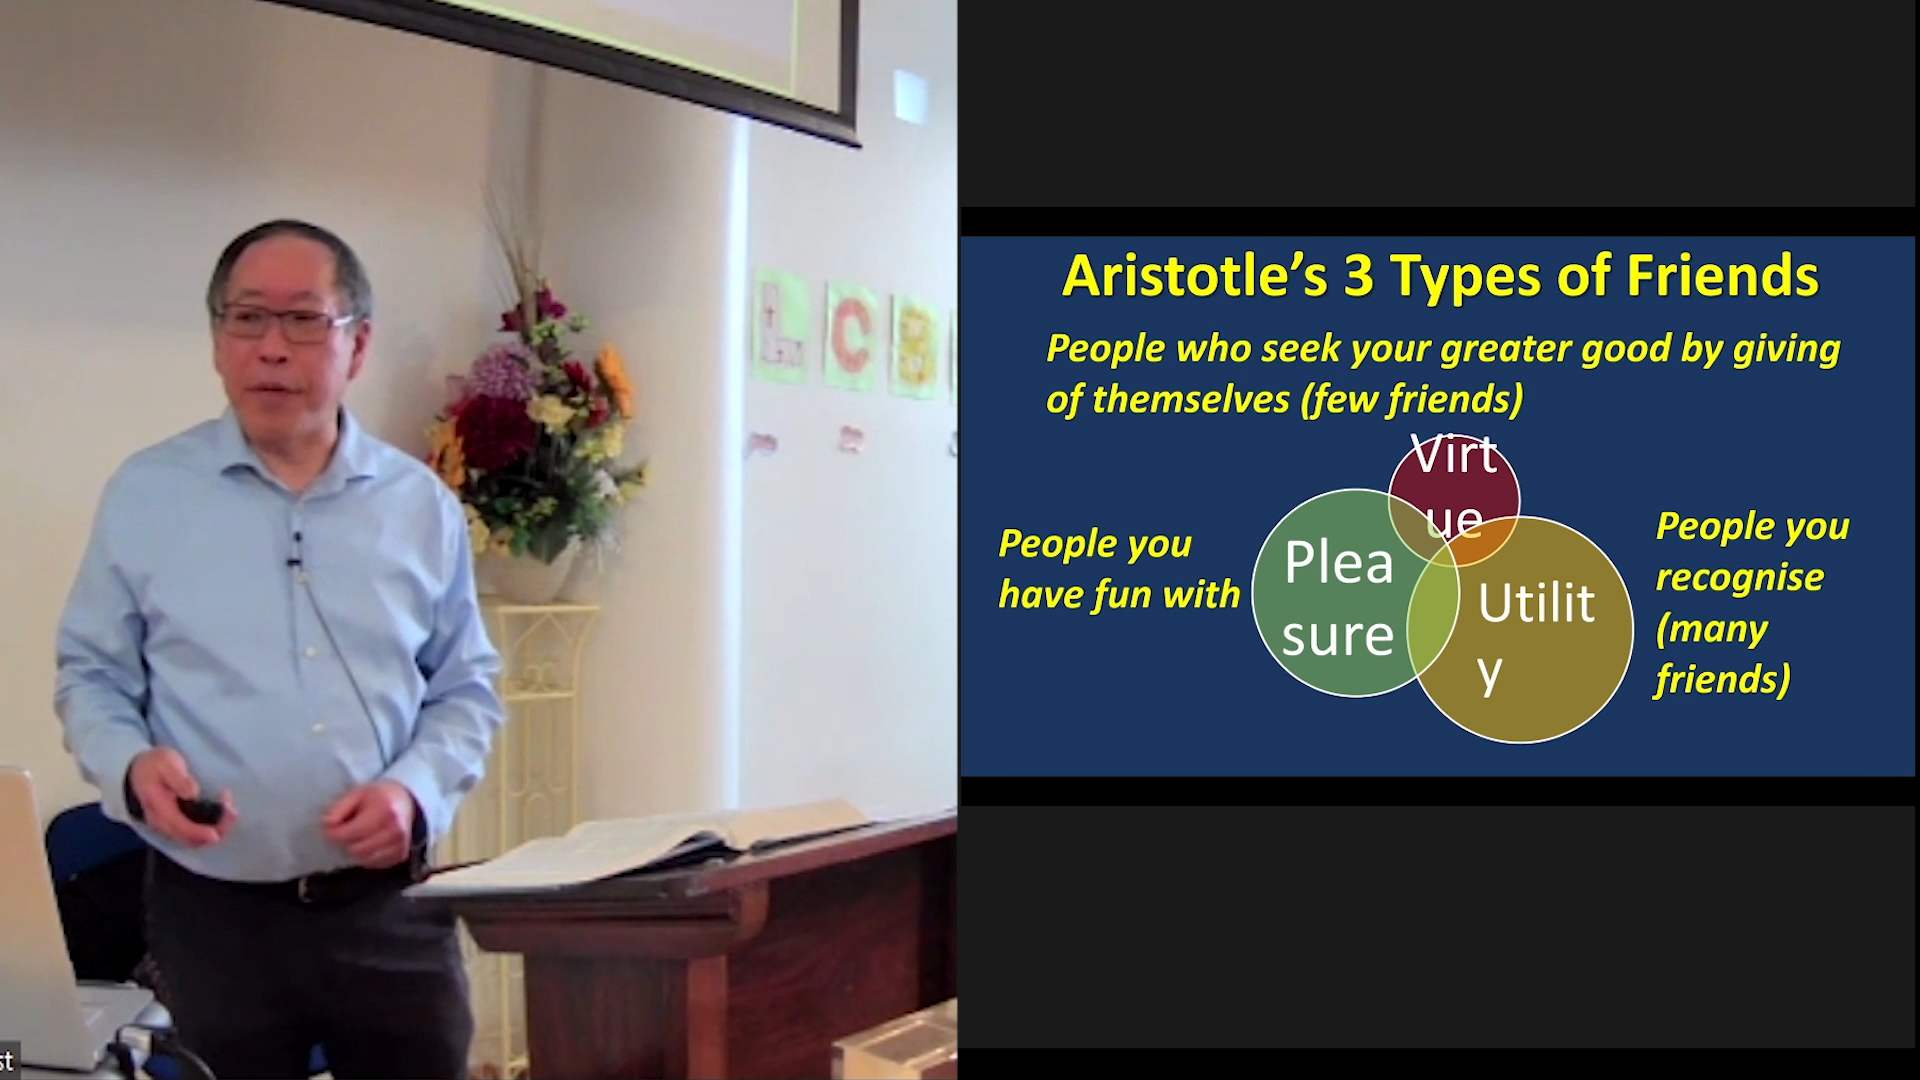 L C S
Aristotle's 3 Types of Friends
People who seek your greater good by giving
of themselves (few friends)
Virt
ue
People you
have fun with
Plea
sure
Utilit
y
People you
recognise
(many
friends)
st